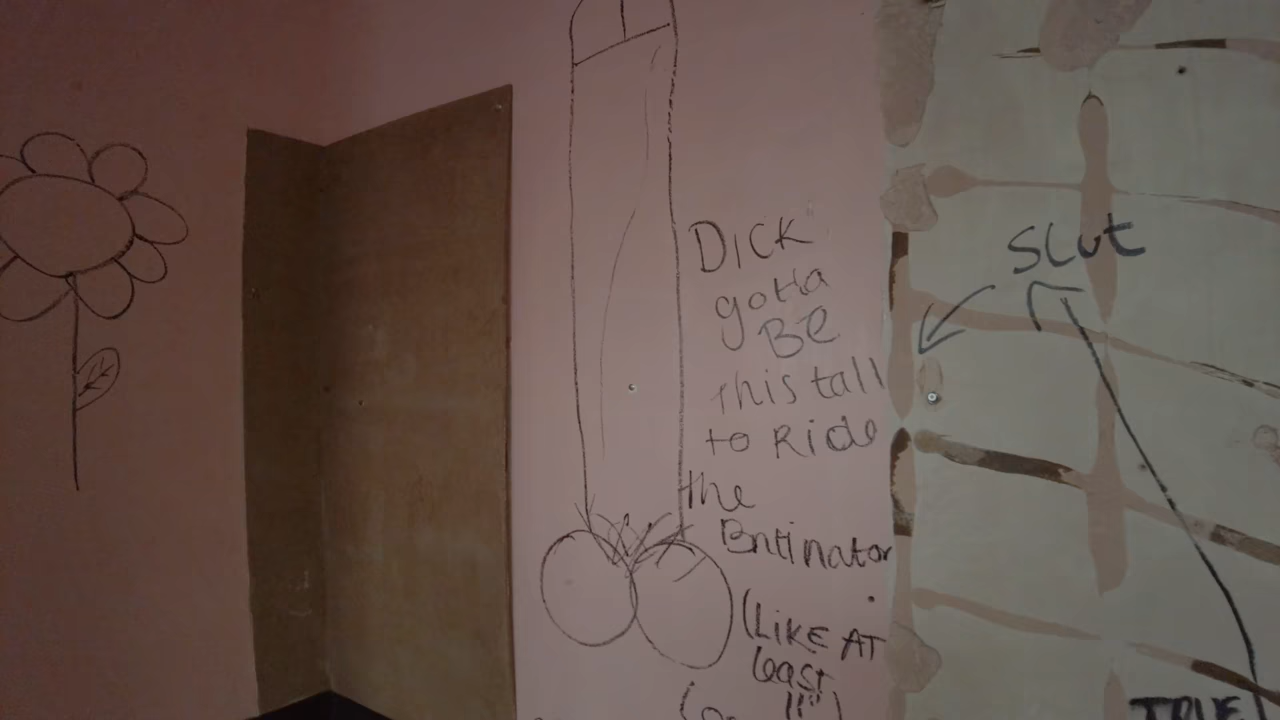 DICK
gotta
BE
this tall
to Ride
the
Bntinator
(LIKE AT
least
11")
Slut
TRUE